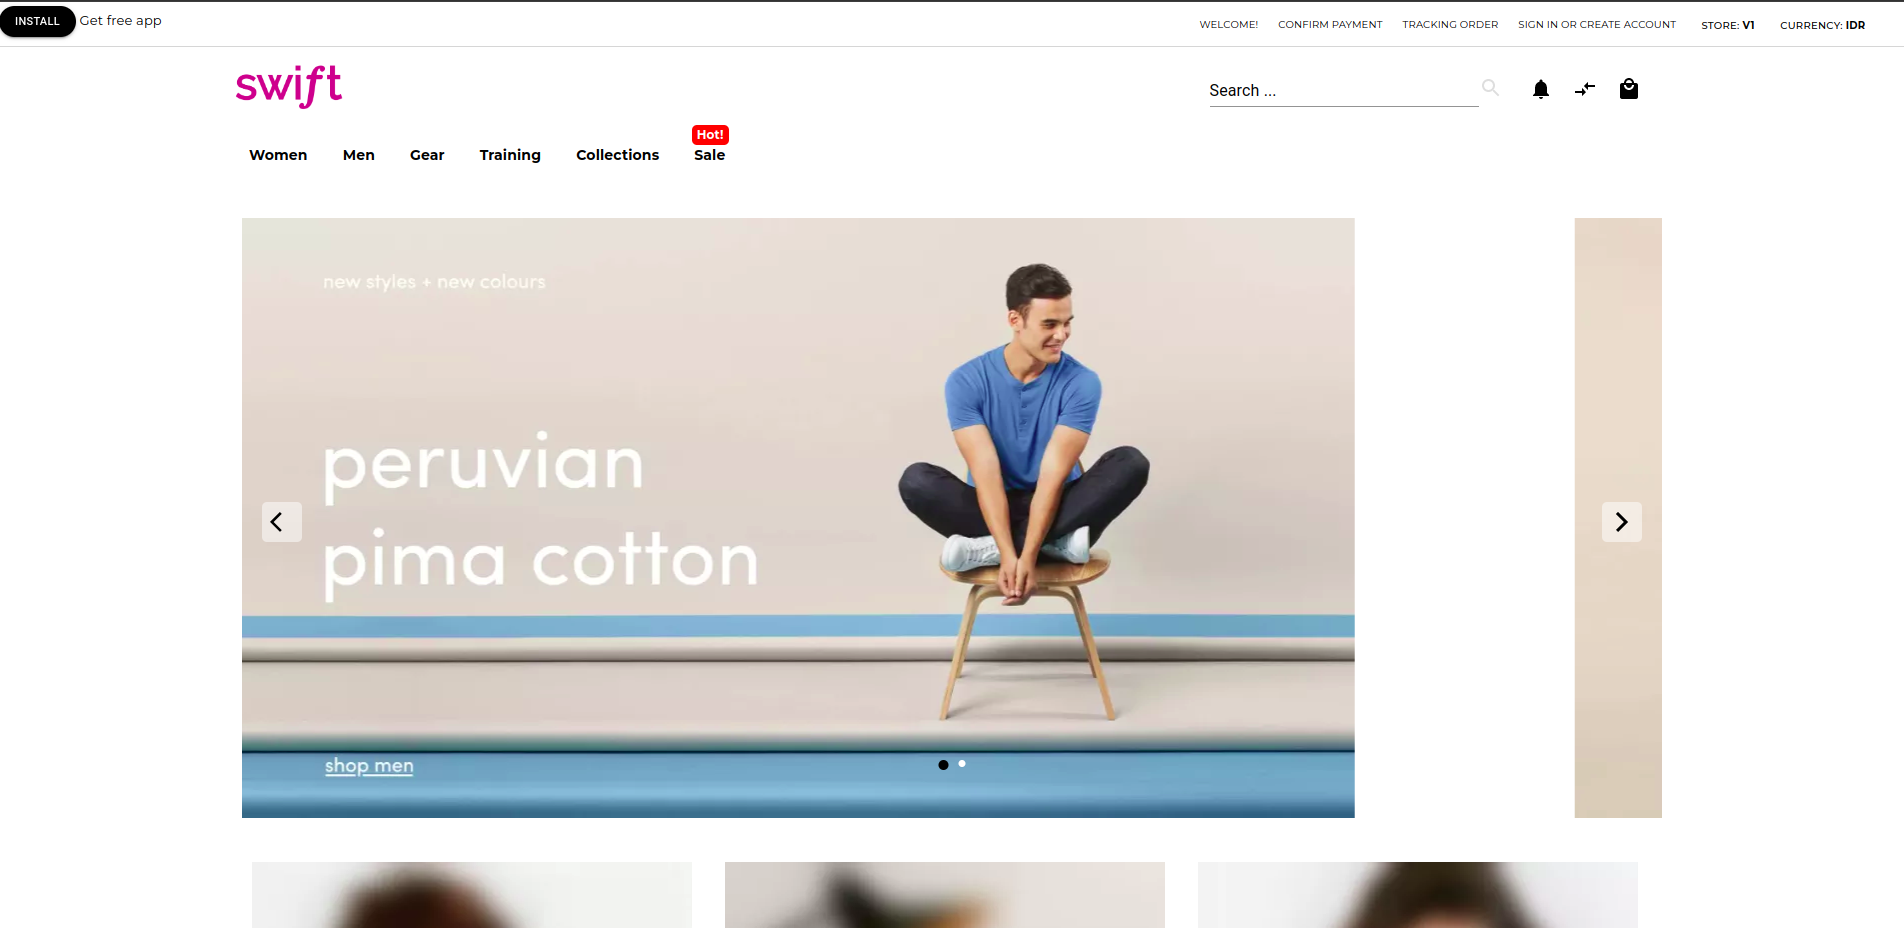 INSTALL Get free app
WELCOME! CONFIRM PAYMENT TRACKING ORDER SIGN IN OR CREATE ACCOUNT STORE: V1 CURRENCY: IDR
swift
Search ...
Hot!
Women Men Gear Training Collections Sale
new styles + new colours
peruvian
pima cotton
shop men